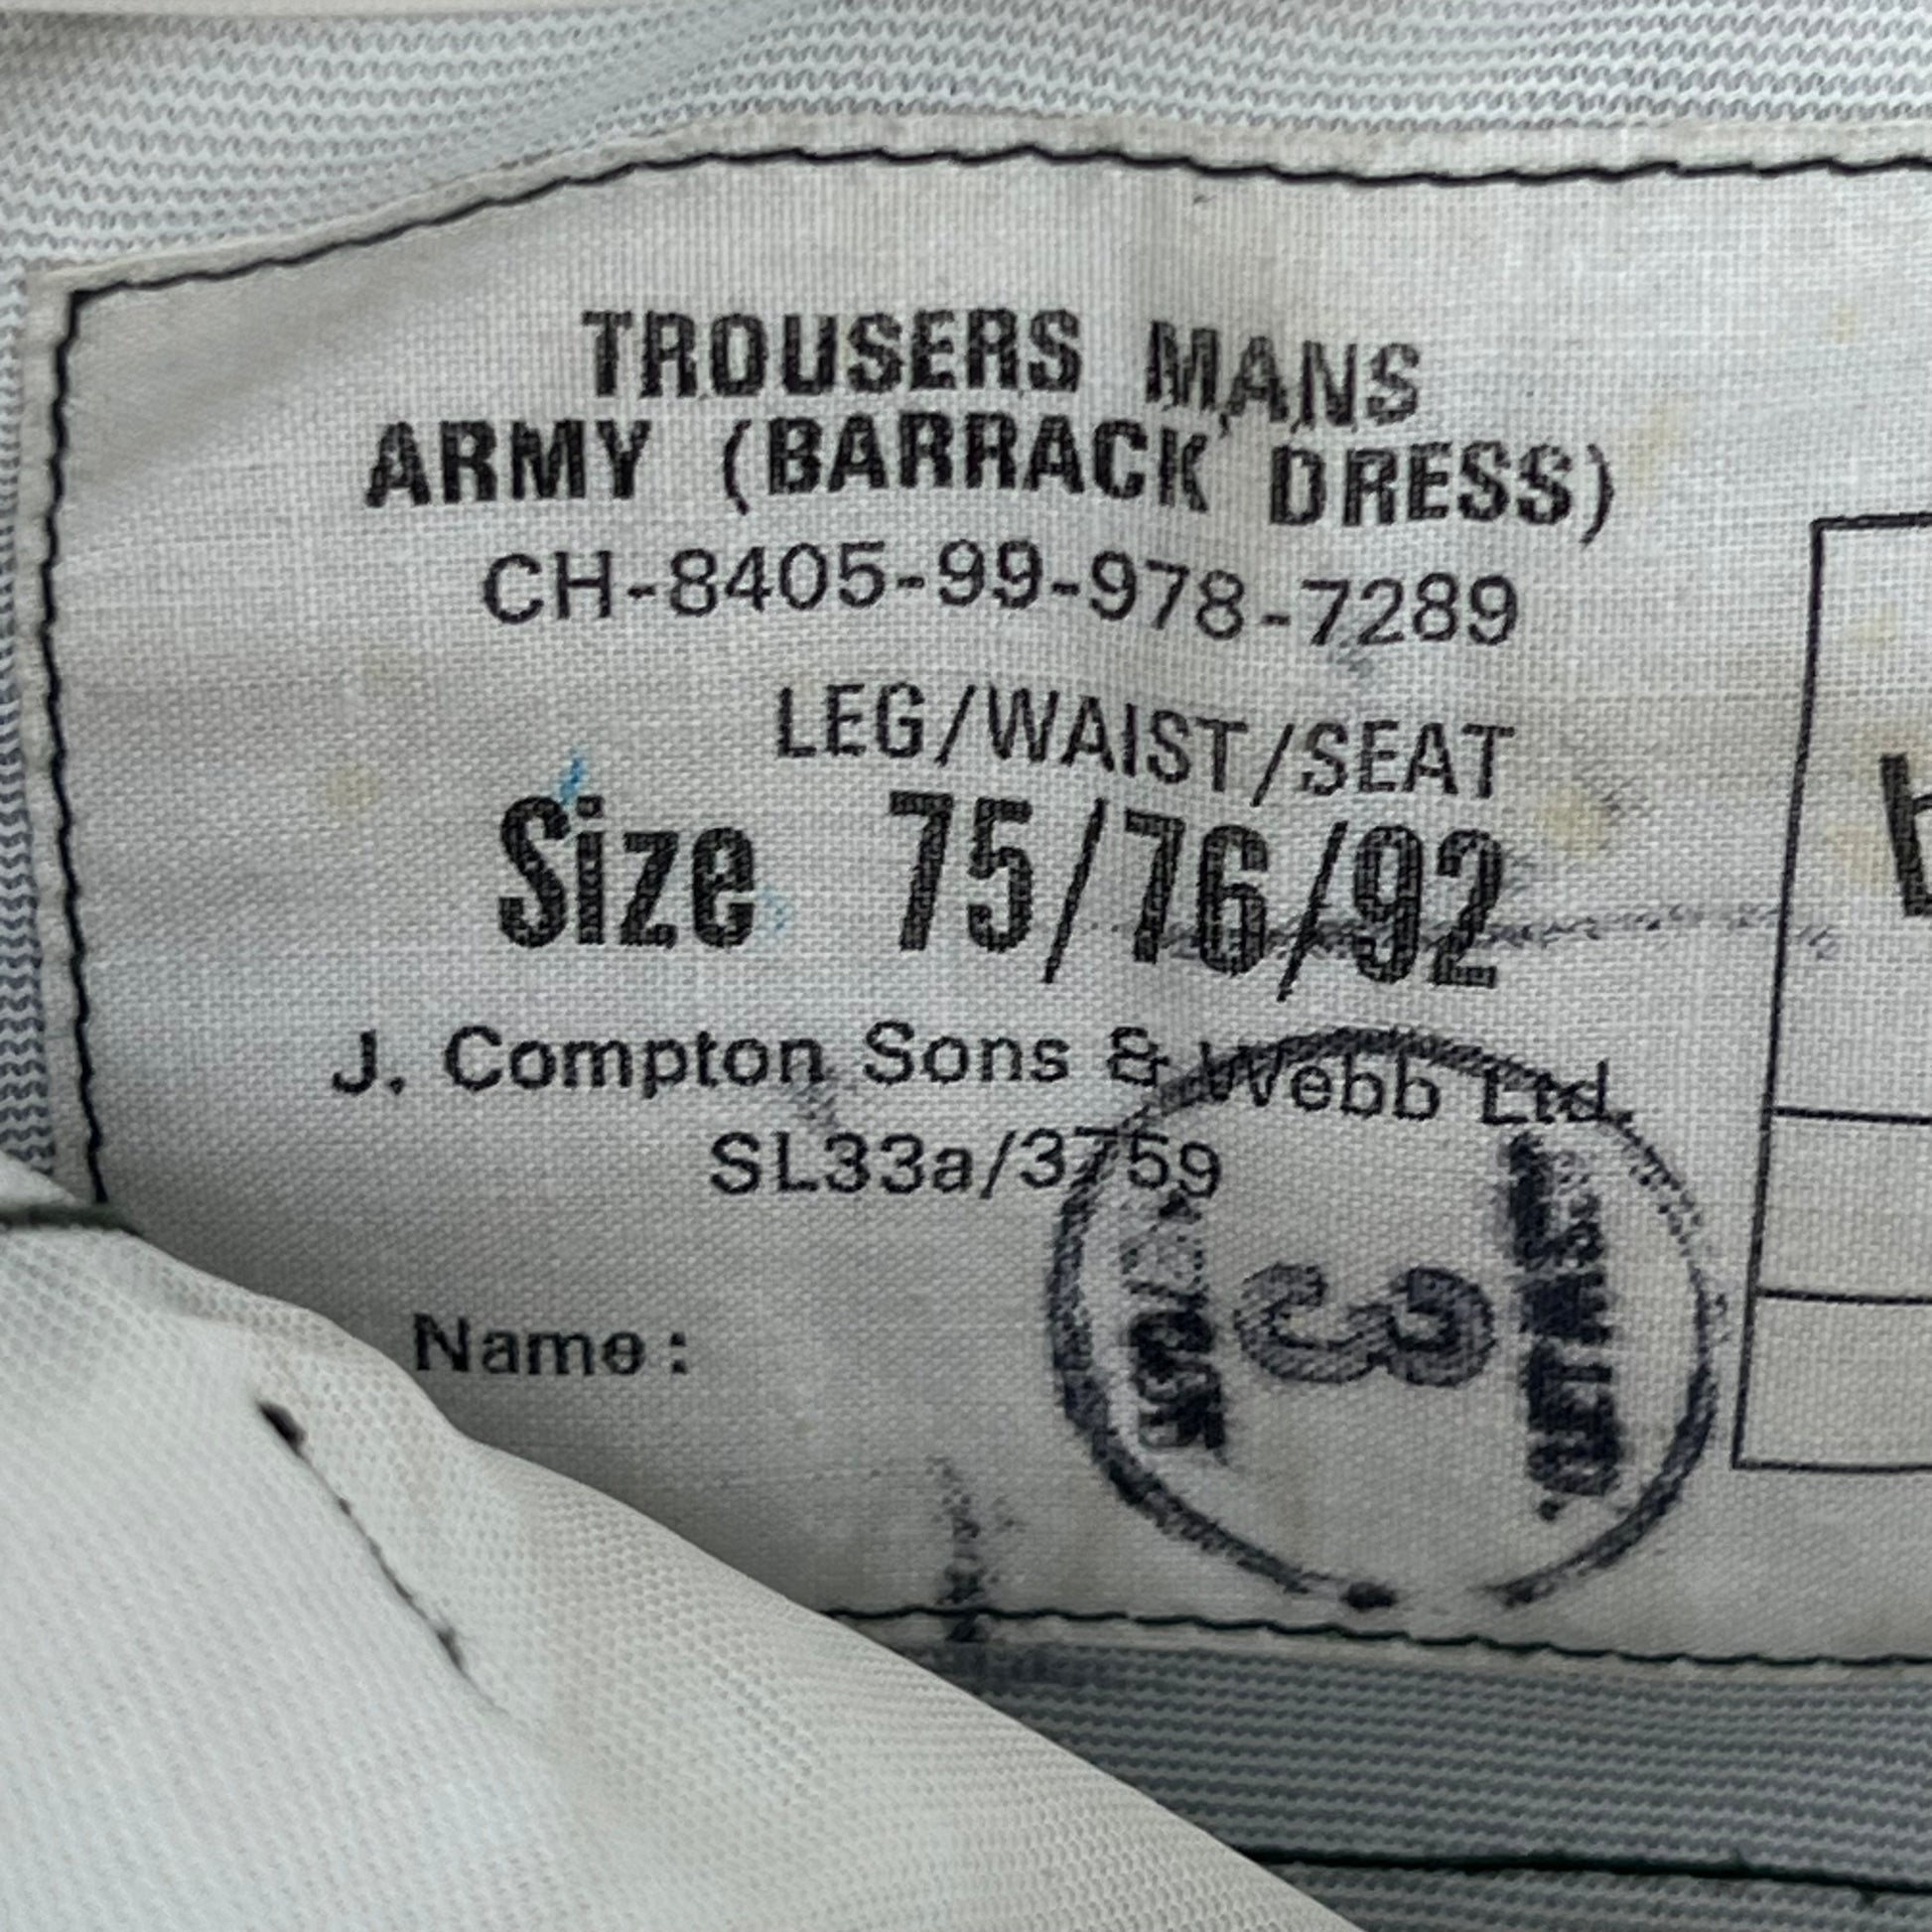 TROUSERS MANS
ARMY (BARRACK DRESS)
CH-8405-99-978-7289
LEG/WAIST/SEAT
Size 75/76/92
J. Compton Sons & Webb Ltd.
SL33a/3759
Name :
3